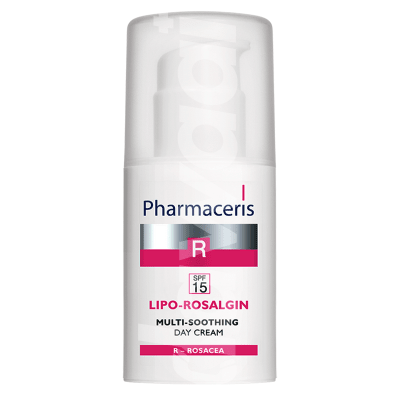 Pharmaceris
R
SPF
15
LIPO-ROSALGIN
MULTI-SOOTHING
DAY CREAM
R – ROSACEA